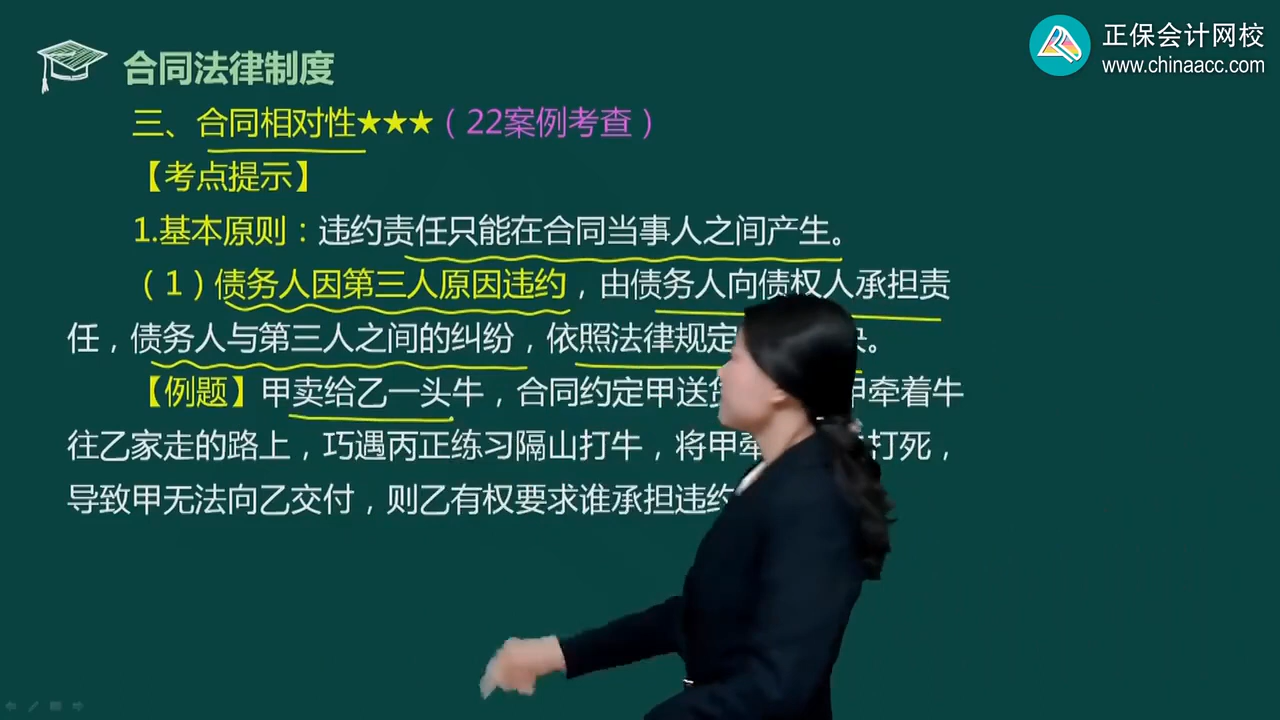 正保会计网校
www.chinaacc.com
合同法律制度
三、合同相对性★★★（22案例考查）
【考点提示】
1.基本原则：违约责任只能在合同当事人之间产生。
（1）债务人因第三人原因违约，由债务人向债权人承担责
任，债务人与第三人之间的纠纷，依照法律规定 。
【例题】甲卖给乙一头牛，合同约定甲送 甲牵着牛
往乙家走的路上，巧遇丙正练习隔山打牛，将甲牵 打死，
导致甲无法向乙交付，则乙有权要求谁承担违约